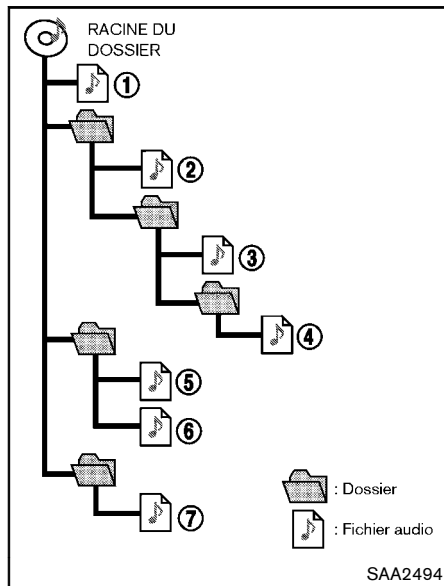 RACINE DU
DOSSIER
1
2
3
4
5
6
7
: Dossier
: Fichier audio
SAA2494